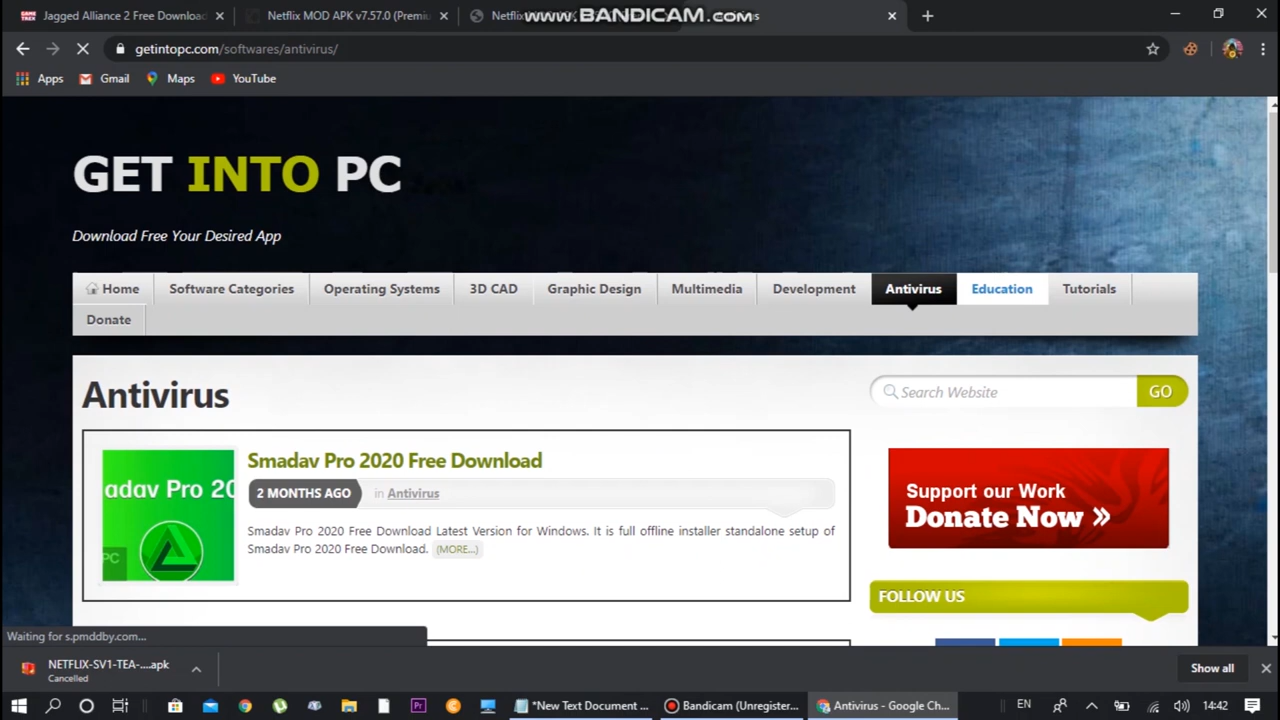 Jagged Alliance 2 Free Download
Netflix MOD APK v7.57.0 (Premiu
Netfli
www.BANDICAM.com
getintopc.com/softwares/antivirus/
Apps
Gmail
Maps
YouTube
GET INTO PC
Download Free Your Desired App
Home
Software Categories
Operating Systems
3D CAD
Graphic Design
Multimedia
Development
Antivirus
Education
Tutorials
Donate
Antivirus
Search Website
GO
Smadav Pro 2020 Free Download
adav Pro 20
PC
2 MONTHS AGO
in Antivirus
Smadav Pro 2020 Free Download Latest Version for Windows. It is full offline installer standalone setup of
Smadav Pro 2020 Free Download. (MORE...)
Support our Work
Donate Now »
FOLLOW US
Waiting for s.pmddby.com...
NETFLIX-SV1-TEA-....apk
Cancelled
Show all
*New Text Document ...
Bandicam (Unregister...
Antivirus - Google Ch...
EN
14:42